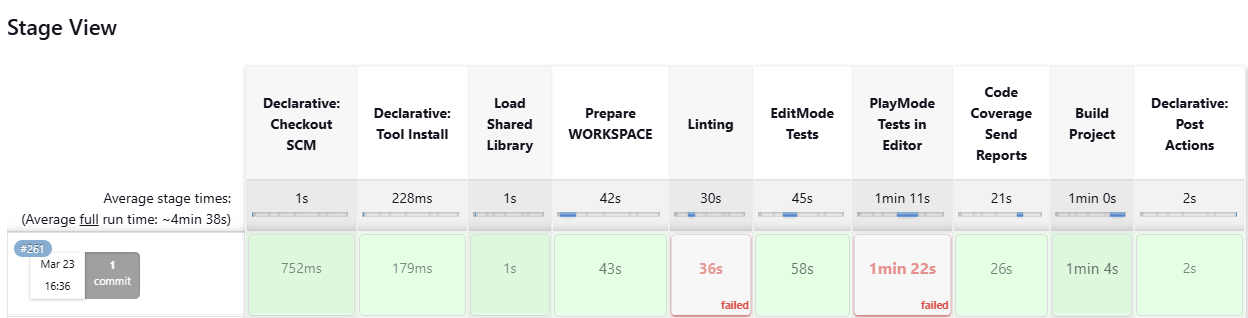 Stage View
Declarative: Checkout SCM
Declarative: Tool Install
Load Shared Library
Prepare WORKSPACE
Linting
EditMode Tests
PlayMode Tests in Editor
Code Coverage Send Reports
Build Project
Declarative: Post Actions
Average stage times:
(Average full run time: ~4min 38s)
1s
228ms
1s
42s
30s
45s
1min 11s
21s
1min 0s
2s
#261
Mar 23
16:36
1
commit
752ms
179ms
1s
43s
36s
failed
58s
1min 22s
failed
26s
1min 4s
2s